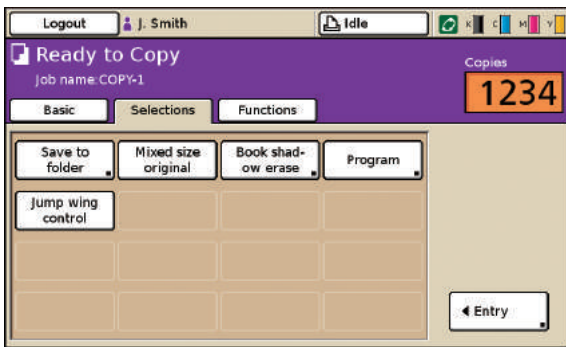 Logout
J. Smith
Idle
K
C
M
Y
Ready to Copy
Job name:COPY-1
Copies
1234
Basic
Selections
Functions
Save to
folder
Mixed size
original
Book shad-
ow erase
Program
Jump wing
control
Entry